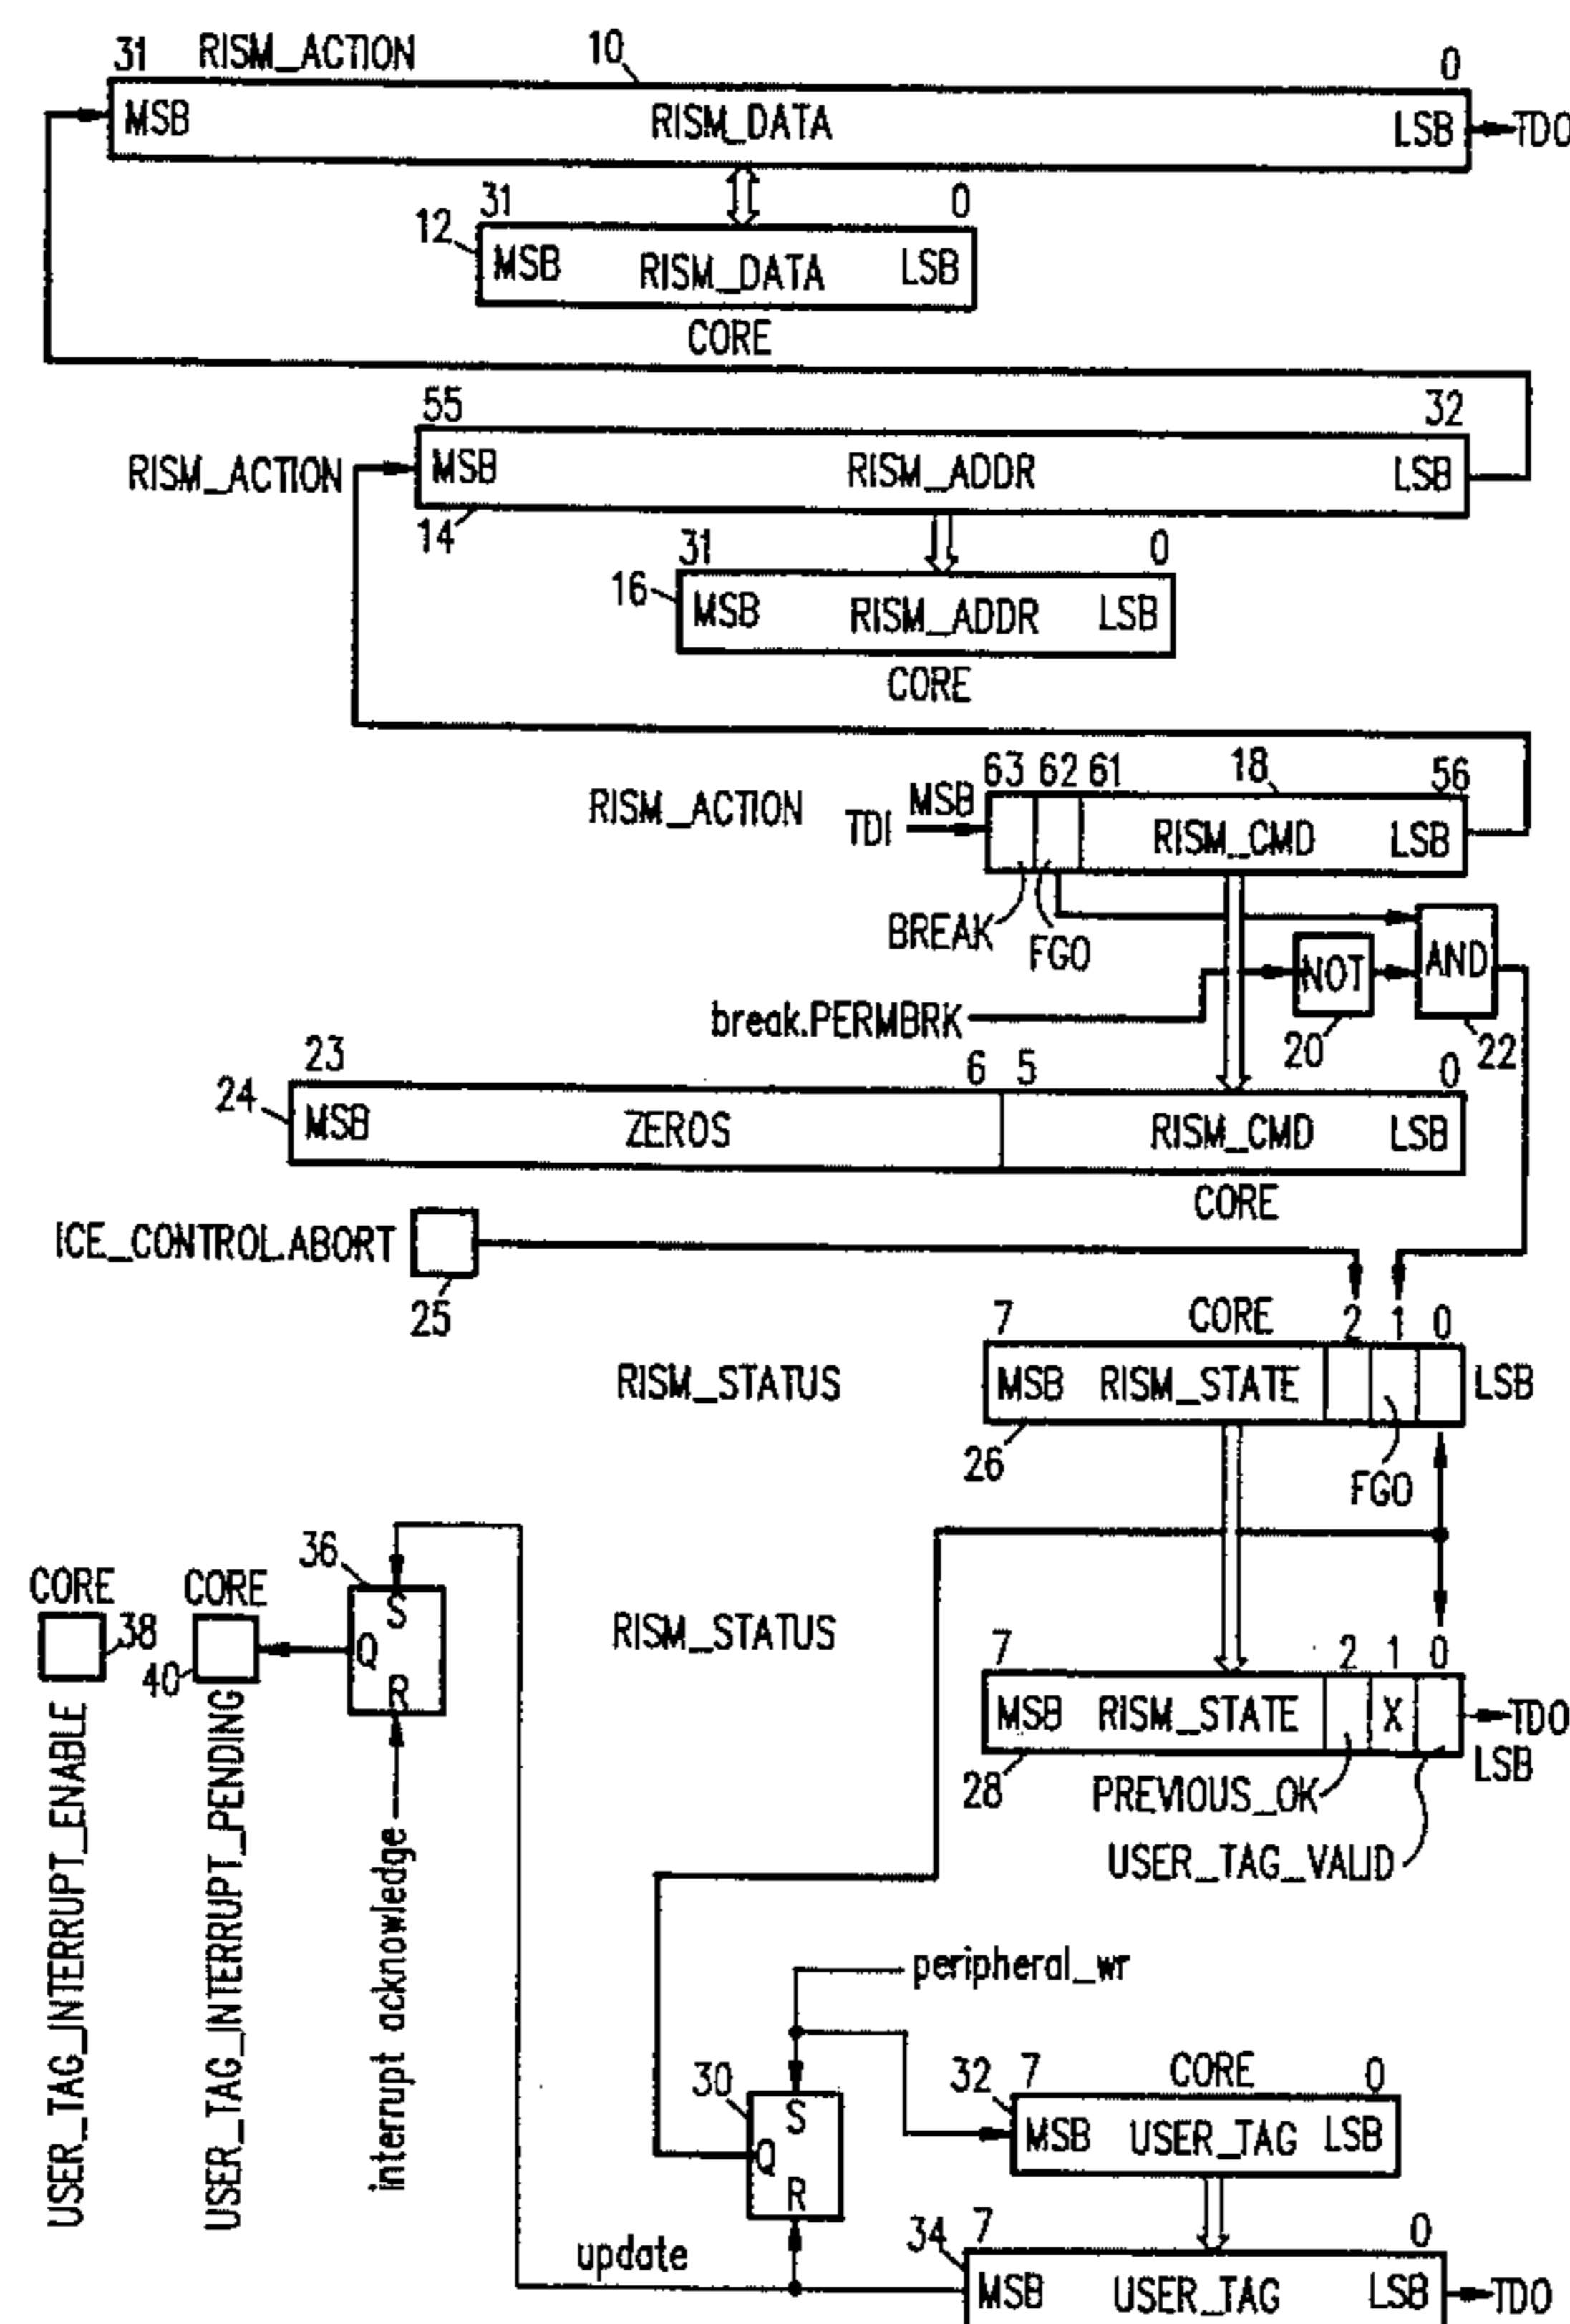 31 RISM_ACTION 10 0
MSB RISM_DATA LSB TDO
31 0
12 MSB RISM_DATA LSB
CORE
55 32
RISM_ACTION MSB RISM_ADDR LSB
14
31 0
16 MSB RISM_ADDR LSB
CORE
63 62 61 18 56
RISM_ACTION TDI MSB RISM_CMD LSB
BREAK FGO AND
NOT
break.PERMBRK
20 22
23 6 5 0
24 MSB ZEROS RISM_CMD LSB
CORE
ICE_CONTROL.ABORT
25
7 CORE 2 1 0
RISM_STATUS MSB RISM_STATE LSB
26
FGO
36
CORE CORE S
38 Q RISM_STATUS 7 2 1 0
40 R
MSB RISM_STATE X TDO
LSB
28 PREVIOUS_OK
USER_TAG_VALID
USER_TAG_INTERRUPT_ENABLE
USER_TAG_INTERRUPT_PENDING
interrupt acknowledge
peripheral_wr
30 32 7 CORE 0
S MSB USER_TAG LSB
Q
R
update 34 7 0
MSB USER_TAG LSB TDO